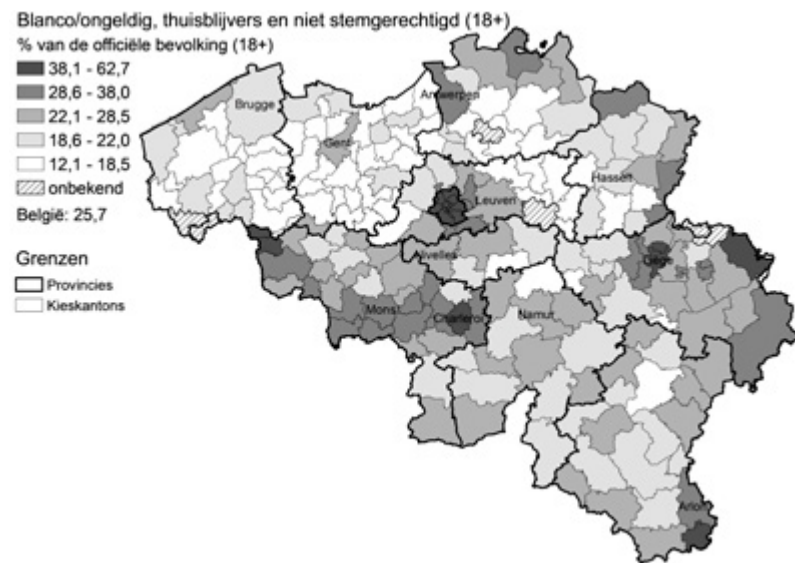 Blanco/ongeldig, thuisblijvers en niet stemgerechtigd (18+)
% van de officiële bevolking (18+)
38,1 - 62,7
28,6 - 38,0
22,1 - 28,5
18,6 - 22,0
12,1 - 18,5
onbekend
België: 25,7
Grenzen
Provincies
Kieskantons
Brugge
Antwerpen
Gent
Hasselt
Leuven
Nivelles
Liège
Mons
Charleroi
Namur
Arlon